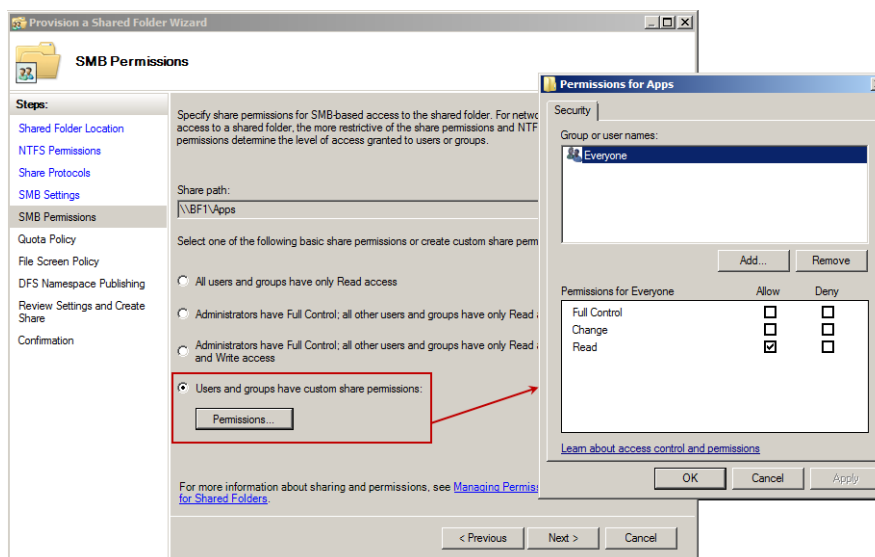 Provision a Shared Folder Wizard
SMB Permissions
Steps:
Shared Folder Location
NTFS Permissions
Share Protocols
SMB Settings
SMB Permissions
Quota Policy
File Screen Policy
DFS Namespace Publishing
Review Settings and Create
Share
Confirmation
Specify share permissions for SMB-based access to the shared folder. For
access to a shared folder, the more restrictive of the share permissions and
permissions determine the level of access granted to users or groups.
Share path:
\\BF1\Apps
Select one of the following basic share permissions or create custom share
All users and groups have only Read access
Administrators have Full Control; all other users and groups have only Read
Administrators have Full Control; all other users and groups have only Read
and Write access
Users and groups have custom share permissions:
Permissions...
For more information about sharing and permissions, see Managing
for Shared Folders.
< Previous
Next >
Cancel
Permissions for Apps
Security
Group or user names:
Everyone
Add...
Remove
Permissions for Everyone
Allow
Deny
Full Control
Change
Read
Learn about access control and permissions
OK
Cancel
Apply